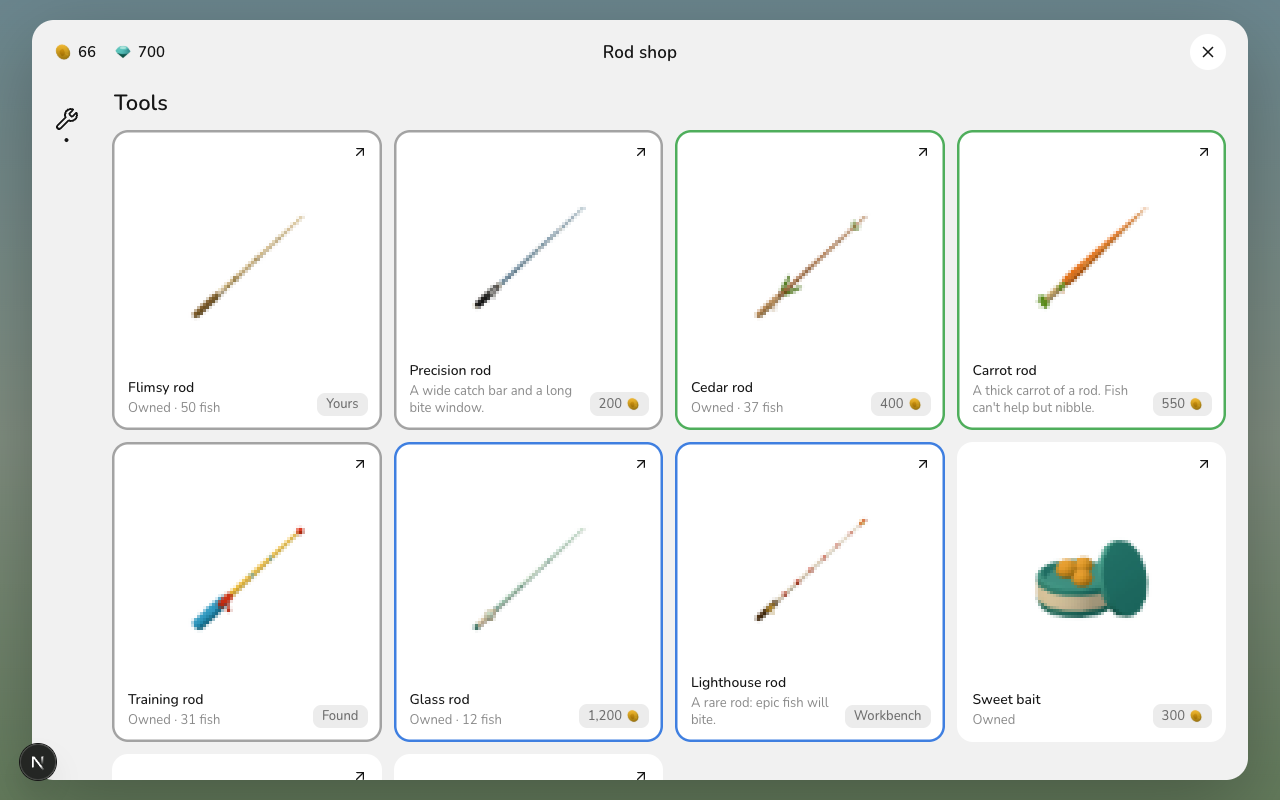 66
700
Rod shop
Tools
Flimsy rod
Owned · 50 fish
Yours
Precision rod
A wide catch bar and a long
bite window.
200
Cedar rod
Owned · 37 fish
400
Carrot rod
A thick carrot of a rod. Fish
can't help but nibble.
550
Training rod
Owned · 31 fish
Found
Glass rod
Owned · 12 fish
1,200
Lighthouse rod
A rare rod: epic fish will
bite.
Workbench
Sweet bait
Owned
300
N